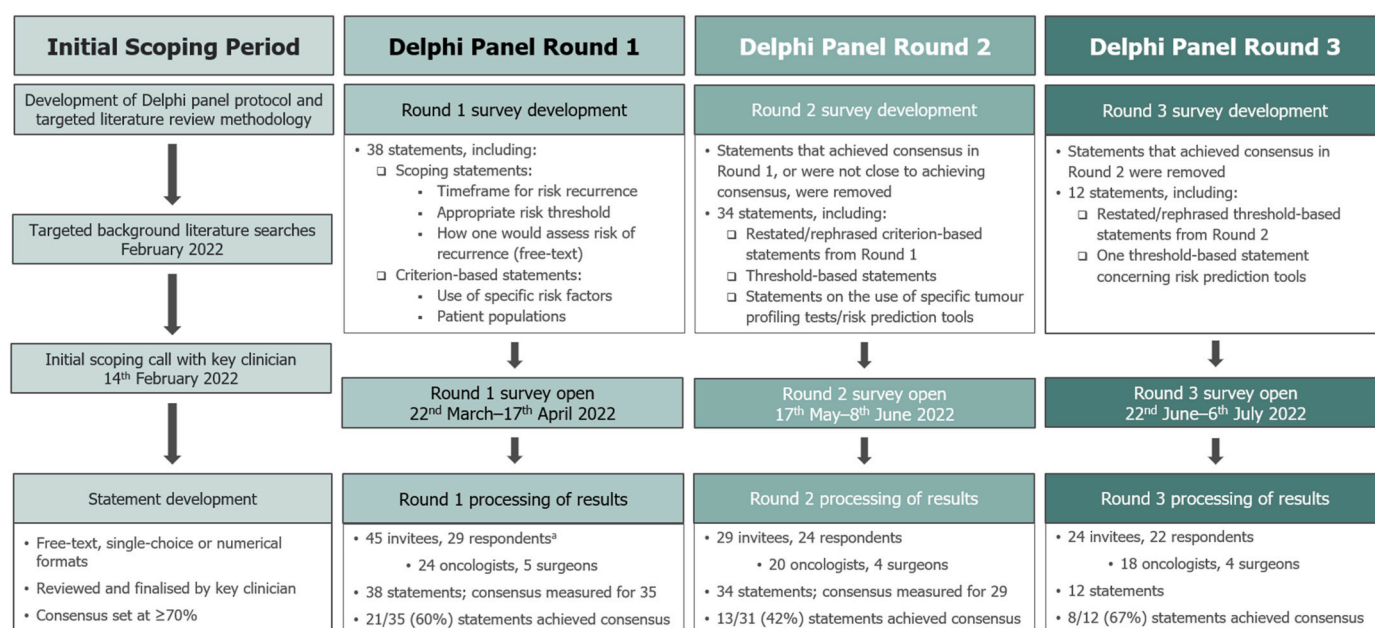 Initial Scoping Period
Development of Delphi panel protocol and
targeted literature review methodology
Targeted background literature searches
February 2022
Initial scoping call with key clinician
14th February 2022
Statement development
• Free-text, single-choice or numerical
formats
• Reviewed and finalised by key clinician
• Consensus set at ≥70%
Delphi Panel Round 1
Round 1 survey development
• 38 statements, including:
❑ Scoping statements:
▪ Timeframe for risk recurrence
▪ Appropriate risk threshold
▪ How one would assess risk of
recurrence (free-text)
❑ Criterion-based statements:
▪ Use of specific risk factors
▪ Patient populations
Round 1 survey open
22nd March–17th April 2022
Round 1 processing of results
• 45 invitees, 29 respondentsa
• 24 oncologists, 5 surgeons
• 38 statements; consensus measured for 35
• 21/35 (60%) statements achieved consensus
Delphi Panel Round 2
Round 2 survey development
• Statements that achieved consensus in
Round 1, or were not close to achieving
consensus, were removed
• 34 statements, including:
❑ Restated/rephrased criterion-based
statements from Round 1
❑ Threshold-based statements
❑ Statements on the use of specific tumour
profiling tests/risk prediction tools
Round 2 survey open
17th May–8th June 2022
Round 2 processing of results
• 29 invitees, 24 respondents
• 20 oncologists, 4 surgeons
• 34 statements; consensus measured for 29
• 13/31 (42%) statements achieved consensus
Delphi Panel Round 3
Round 3 survey development
• Statements that achieved consensus in
Round 2 were removed
• 12 statements, including:
❑ Restated/rephrased threshold-based
statements from Round 2
❑ One threshold-based statement
concerning risk prediction tools
Round 3 survey open
22nd June–6th July 2022
Round 3 processing of results
• 24 invitees, 22 respondents
• 18 oncologists, 4 surgeons
• 12 statements
• 8/12 (67%) statements achieved consensus